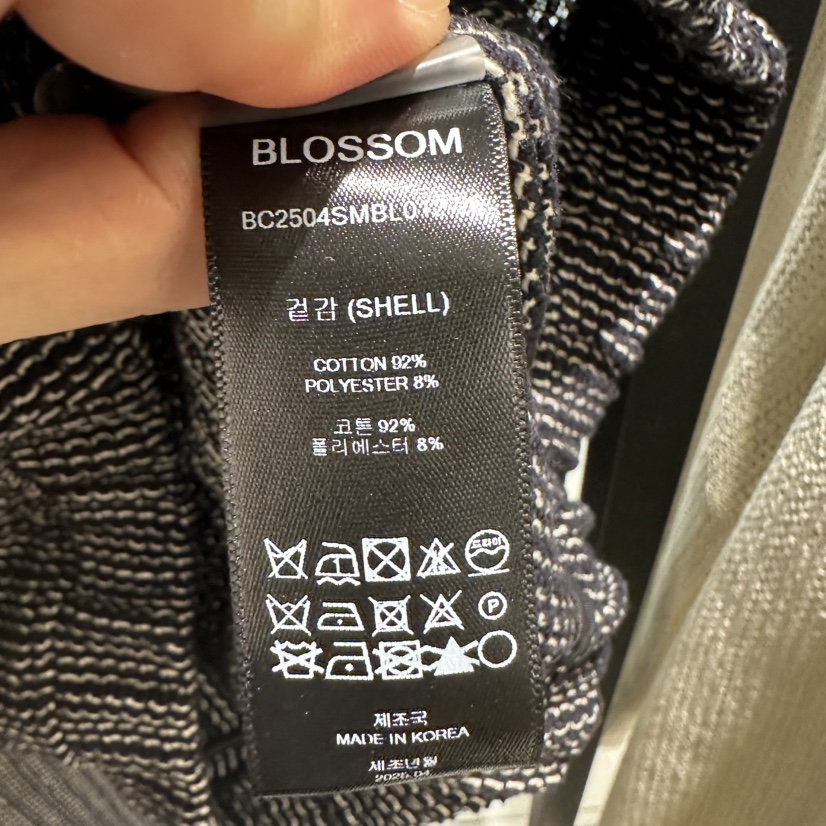 BLOSSOM
겉감 (SHELL)
COTTON 92%
POLYESTER 8%
코튼 92%
폴리에스터 8%
드라이
P
제조국
MADE IN KOREA
제조년월